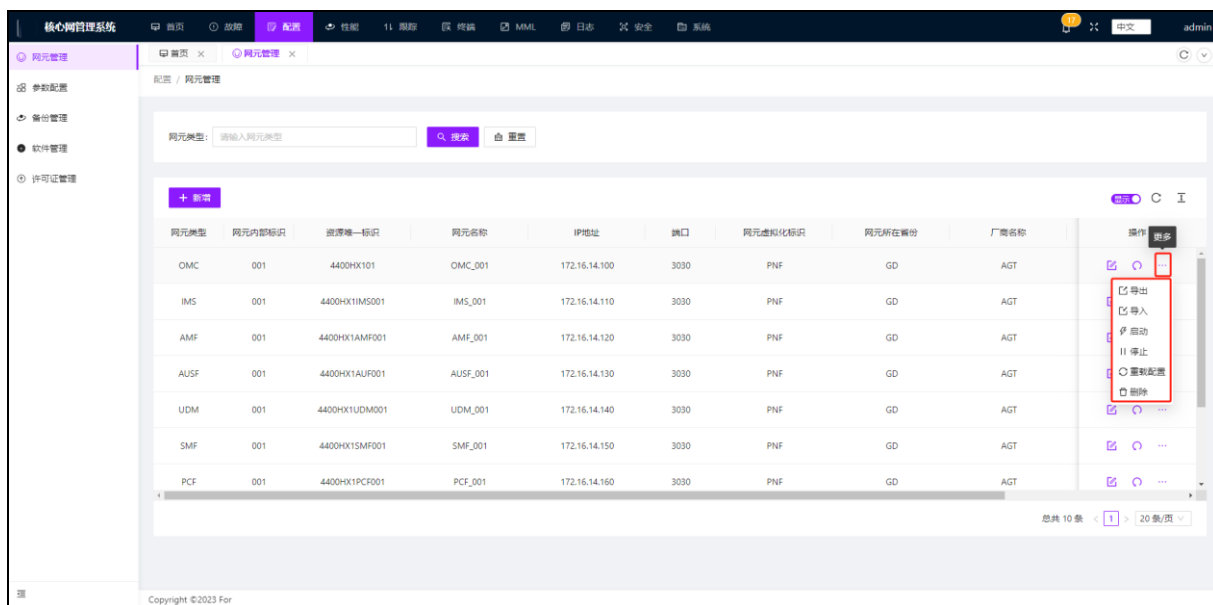 核心网管理系统 首页 故障 配置 性能 跟踪 终端 MML 日志 安全 系统 17 中文 admin
网元管理 首页 × 网元管理 ×
配置 / 网元管理
参数配置
备份管理
网元类型: 请输入网元类型 搜索 重置
软件管理
许可证管理
+ 新增 显示
网元类型 网元内部标识 资源唯一标识 网元名称 IP地址 端口 网元虚拟化标识 网元所在省份 厂商名称 操作 更多
OMC 001 4400HX101 OMC_001 172.16.14.100 3030 PNF GD AGT
导出
IMS 001 4400HX1IMS001 IMS_001 172.16.14.110 3030 PNF GD AGT
导入
启动
AMF 001 4400HX1AMF001 AMF_001 172.16.14.120 3030 PNF GD AGT
停止
AUSF 001 4400HX1AUF001 AUSF_001 172.16.14.130 3030 PNF GD AGT
重载配置
删除
UDM 001 4400HX1UDM001 UDM_001 172.16.14.140 3030 PNF GD AGT
SMF 001 4400HX1SMF001 SMF_001 172.16.14.150 3030 PNF GD AGT
PCF 001 4400HX1PCF001 PCF_001 172.16.14.160 3030 PNF GD AGT
总共 10 条 < 1 > 20 条/页
Copyright ©2023 For